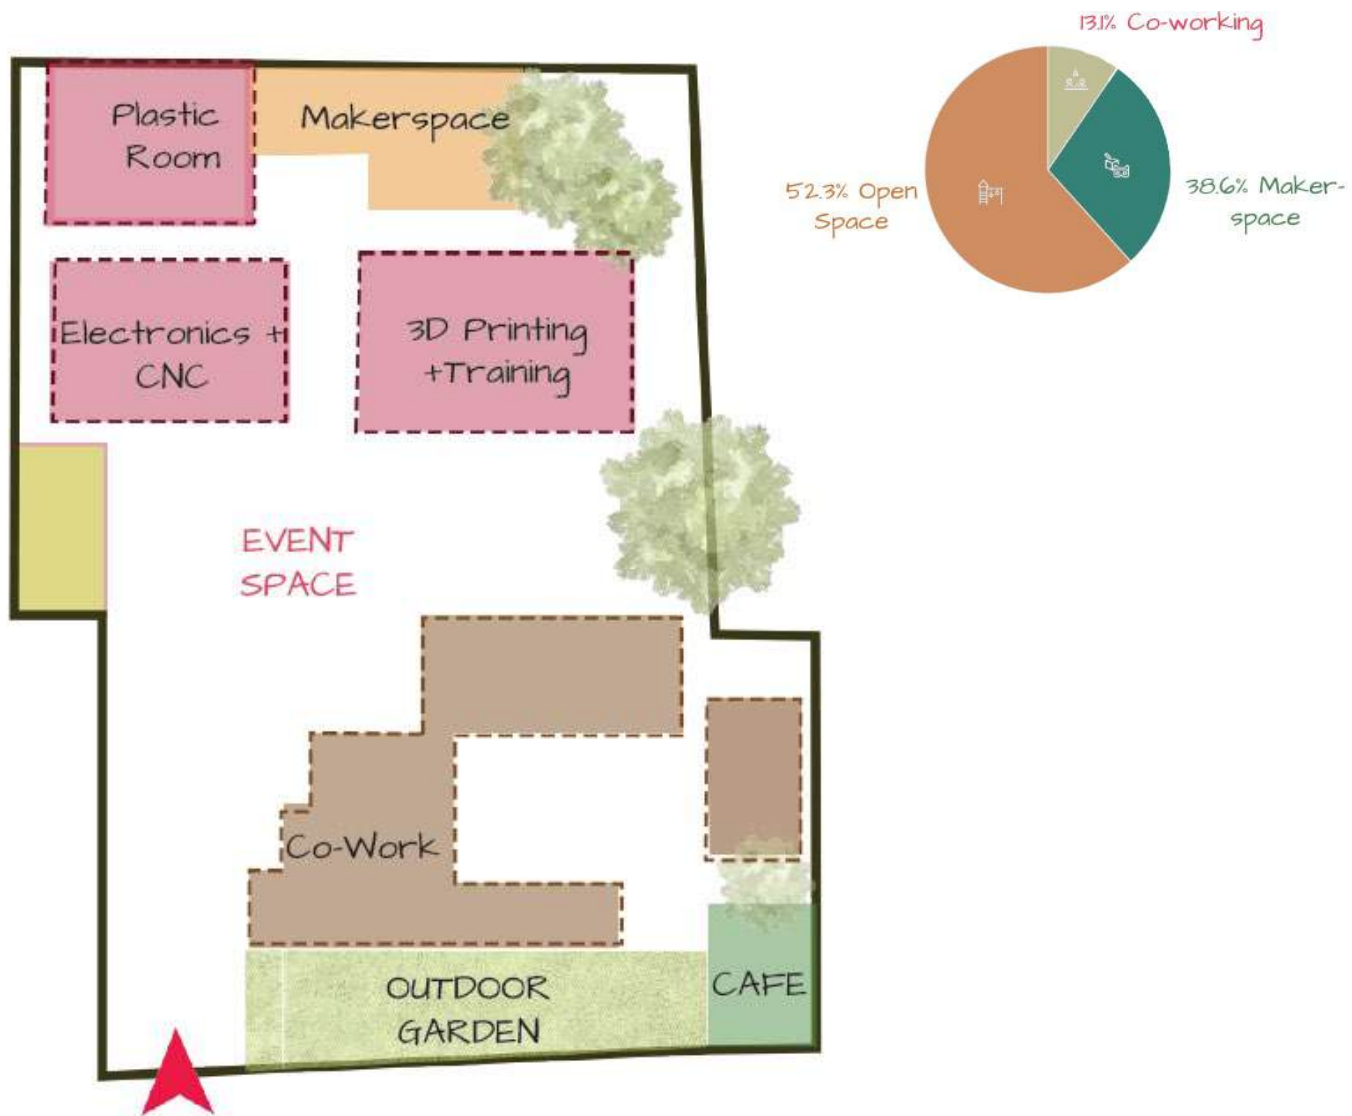 13.1% Co-working
Plastic
Room
Makerspace
52.3% Open
Space
38.6% Maker-
space
Electronics +
CNC
3D Printing
+Training
EVENT
SPACE
Co-Work
OUTDOOR
GARDEN
CAFE